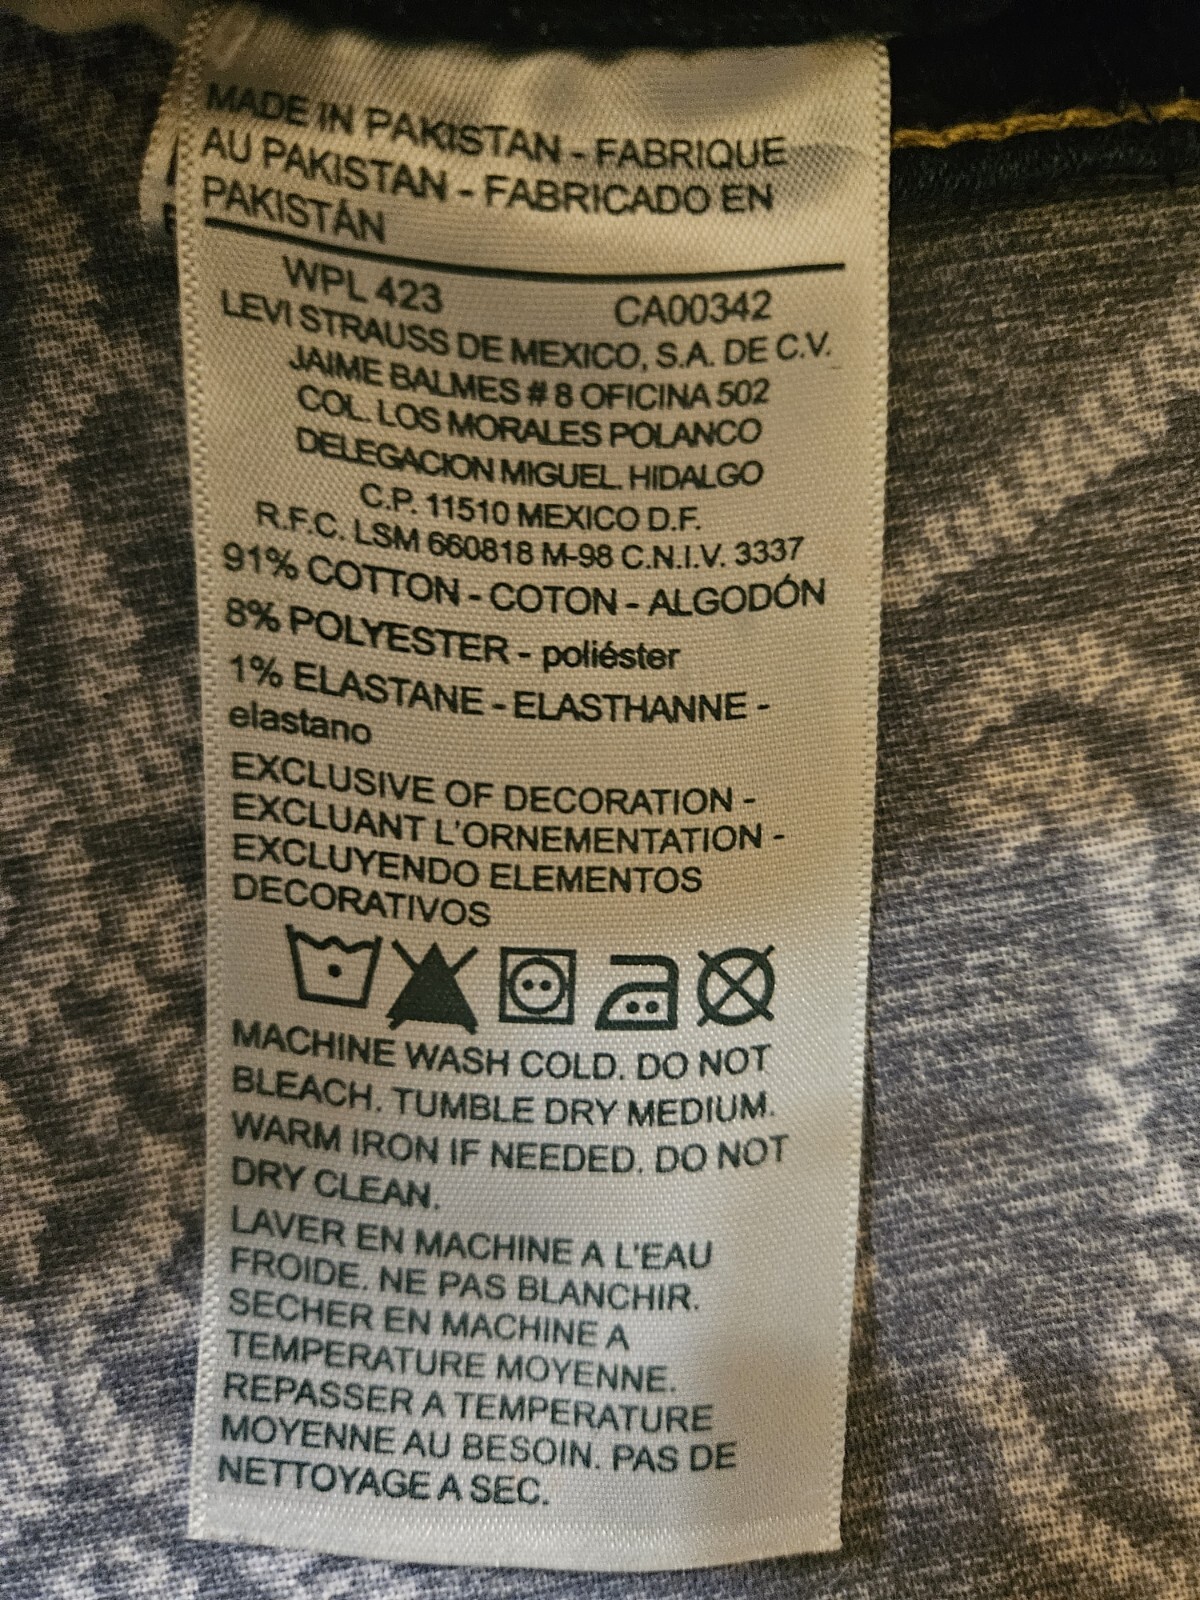 MADE IN PAKISTAN - FABRIQUE
AU PAKISTAN - FABRICADO EN
PAKISTÁN
WPL 423 CA00342
LEVI STRAUSS DE MEXICO, S.A. DE C.V.
JAIME BALMES # 8 OFICINA 502
COL. LOS MORALES POLANCO
DELEGACION MIGUEL. HIDALGO
C.P. 11510 MEXICO D.F.
R.F.C. LSM 660818 M-98 C.N.I.V. 3337
91% COTTON - COTON - ALGODÓN
8% POLYESTER - poliéster
1% ELASTANE - ELASTHANNE -
elastano
EXCLUSIVE OF DECORATION -
EXCLUANT L'ORNEMENTATION -
EXCLUYENDO ELEMENTOS
DECORATIVOS
MACHINE WASH COLD. DO NOT
BLEACH. TUMBLE DRY MEDIUM.
WARM IRON IF NEEDED. DO NOT
DRY CLEAN.
LAVER EN MACHINE A L'EAU
FROIDE. NE PAS BLANCHIR.
SECHER EN MACHINE A
TEMPERATURE MOYENNE.
REPASSER A TEMPERATURE
MOYENNE AU BESOIN. PAS DE
NETTOYAGE A SEC.